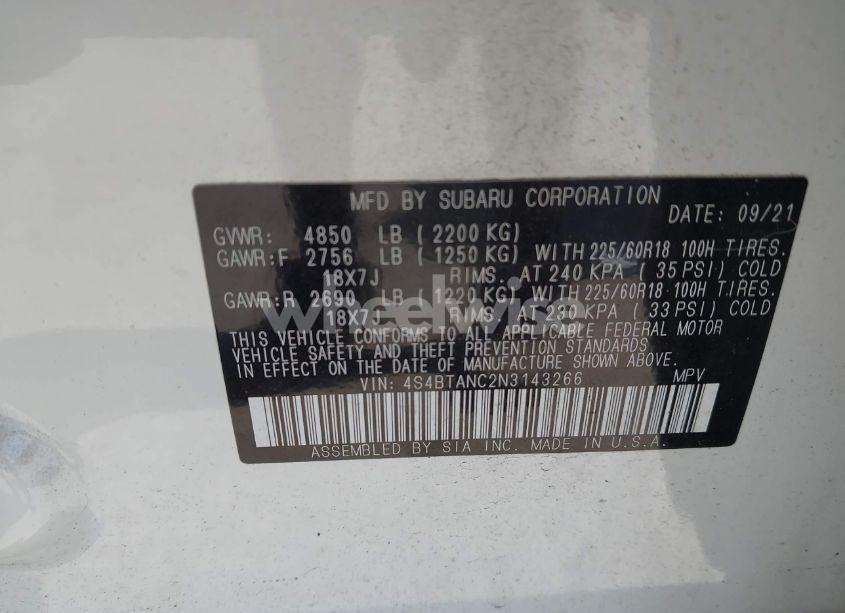 MFD BY SUBARU CORPORATION
DATE: 09/21
GVWR: 4850 LB ( 2200 KG)
GAWR:F 2756 LB ( 1250 KG) WITH 225/60R18 100H TIRES.
18X7J RIMS. AT 240 KPA ( 35 PSI) COLD
GAWR:R 2690 LB ( 1220 KG) WITH 225/60R18 100H TIRES.
18X7J RIMS. AT 230 KPA ( 33 PSI) COLD
THIS VEHICLE CONFORMS TO ALL APPLICABLE FEDERAL MOTOR
VEHICLE SAFETY AND THEFT PREVENTION STANDARDS
IN EFFECT ON THE DATE OF MANUFACTURE SHOWN ABOVE.
VIN: 4S4BTANC2N3143266 MPV
ASSEMBLED BY SIA INC. MADE IN U.S.A.
wheelwise